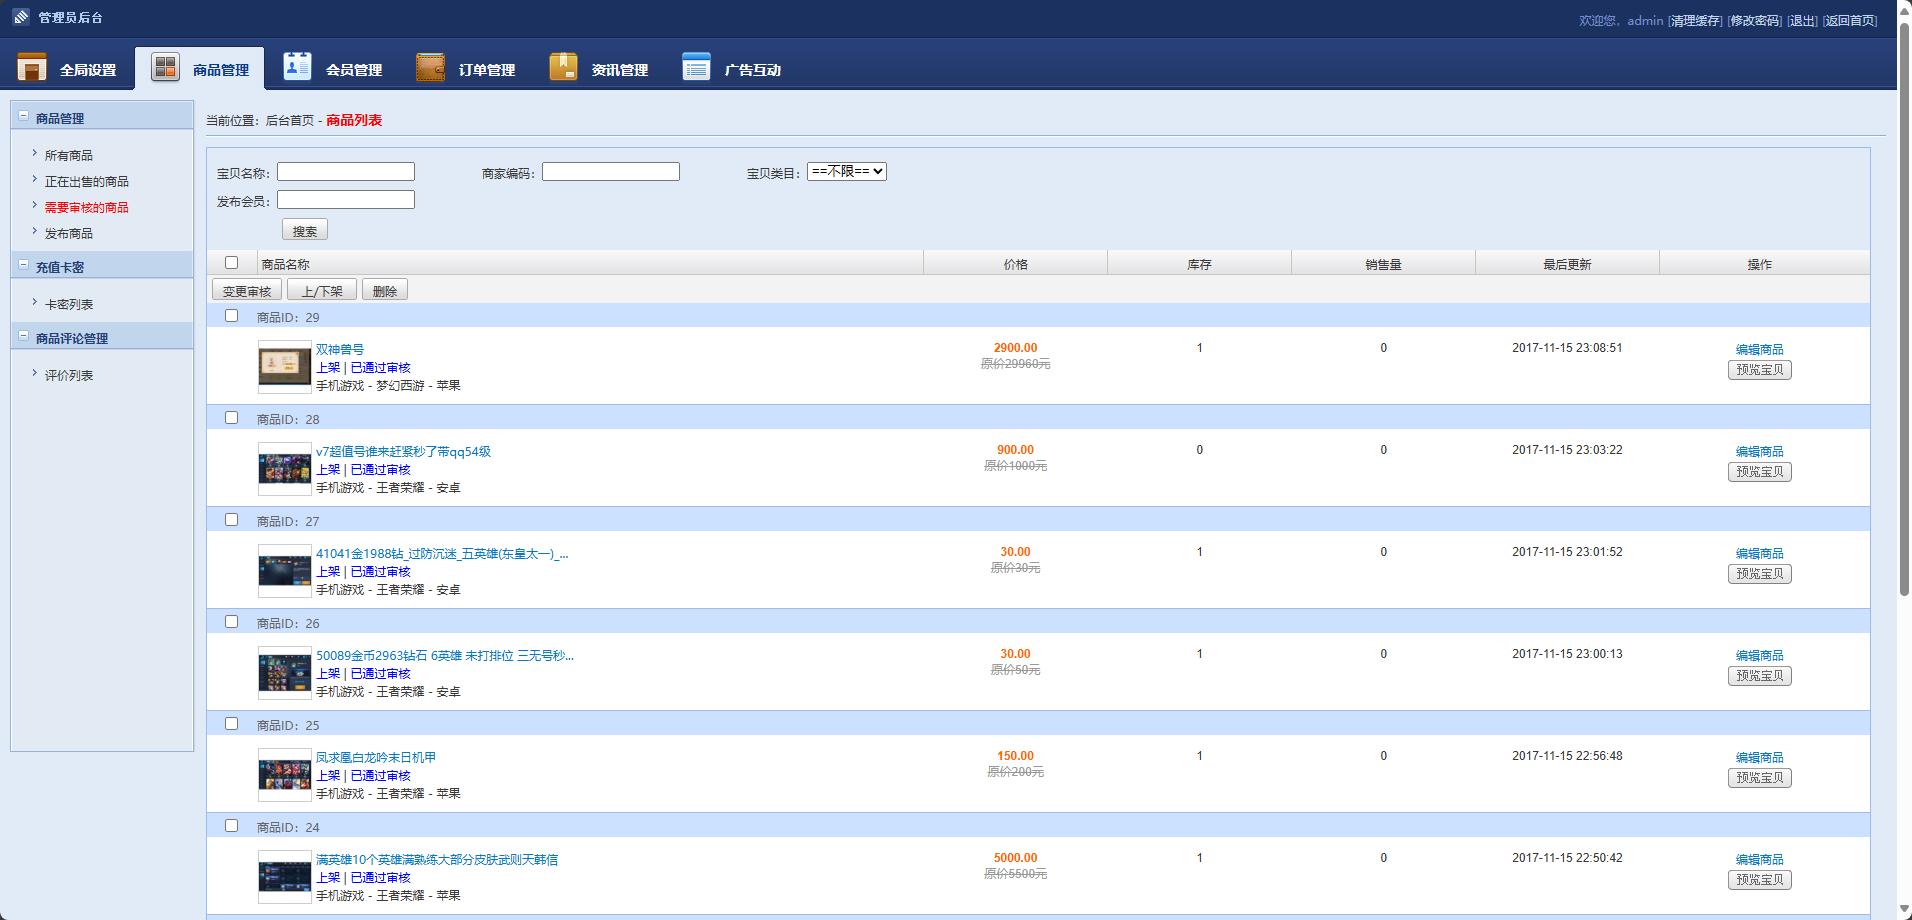 管理员后台
欢迎您，admin [清理缓存] [修改密码] [退出] [返回首页]
全局设置 商品管理 会员管理 订单管理 资讯管理 广告互动
商品管理
所有商品
正在出售的商品
需要审核的商品
发布商品
充值卡密
卡密列表
商品评论管理
评价列表
当前位置：后台首页 - 商品列表
宝贝名称： 商家编码： 宝贝类目： ==不限==
发布会员：
搜索
商品名称 价格 库存 销售量 最后更新 操作
变更审核 上/下架 删除
商品ID：29
双神兽号 2900.00 1 0 2017-11-15 23:08:51 编辑商品
上架 | 已通过审核 原价29960元 预览宝贝
手机游戏 - 梦幻西游 - 苹果
商品ID：28
v7超值号谁来赶紧秒了带qq54级 900.00 0 0 2017-11-15 23:03:22 编辑商品
上架 | 已通过审核 原价1000元 预览宝贝
手机游戏 - 王者荣耀 - 安卓
商品ID：27
41041金1988钻_过防沉迷_五英雄(东皇太一)_... 30.00 1 0 2017-11-15 23:01:52 编辑商品
上架 | 已通过审核 原价30元 预览宝贝
手机游戏 - 王者荣耀 - 安卓
商品ID：26
50089金币2963钻石 6英雄 未打排位 三无号秒... 30.00 1 0 2017-11-15 23:00:13 编辑商品
上架 | 已通过审核 原价50元 预览宝贝
手机游戏 - 王者荣耀 - 安卓
商品ID：25
凤求凰白龙吟末日机甲 150.00 1 0 2017-11-15 22:56:48 编辑商品
上架 | 已通过审核 原价200元 预览宝贝
手机游戏 - 王者荣耀 - 苹果
商品ID：24
满英雄10个英雄满熟练大部分皮肤武则天韩信 5000.00 1 0 2017-11-15 22:50:42 编辑商品
上架 | 已通过审核 原价5500元 预览宝贝
手机游戏 - 王者荣耀 - 苹果